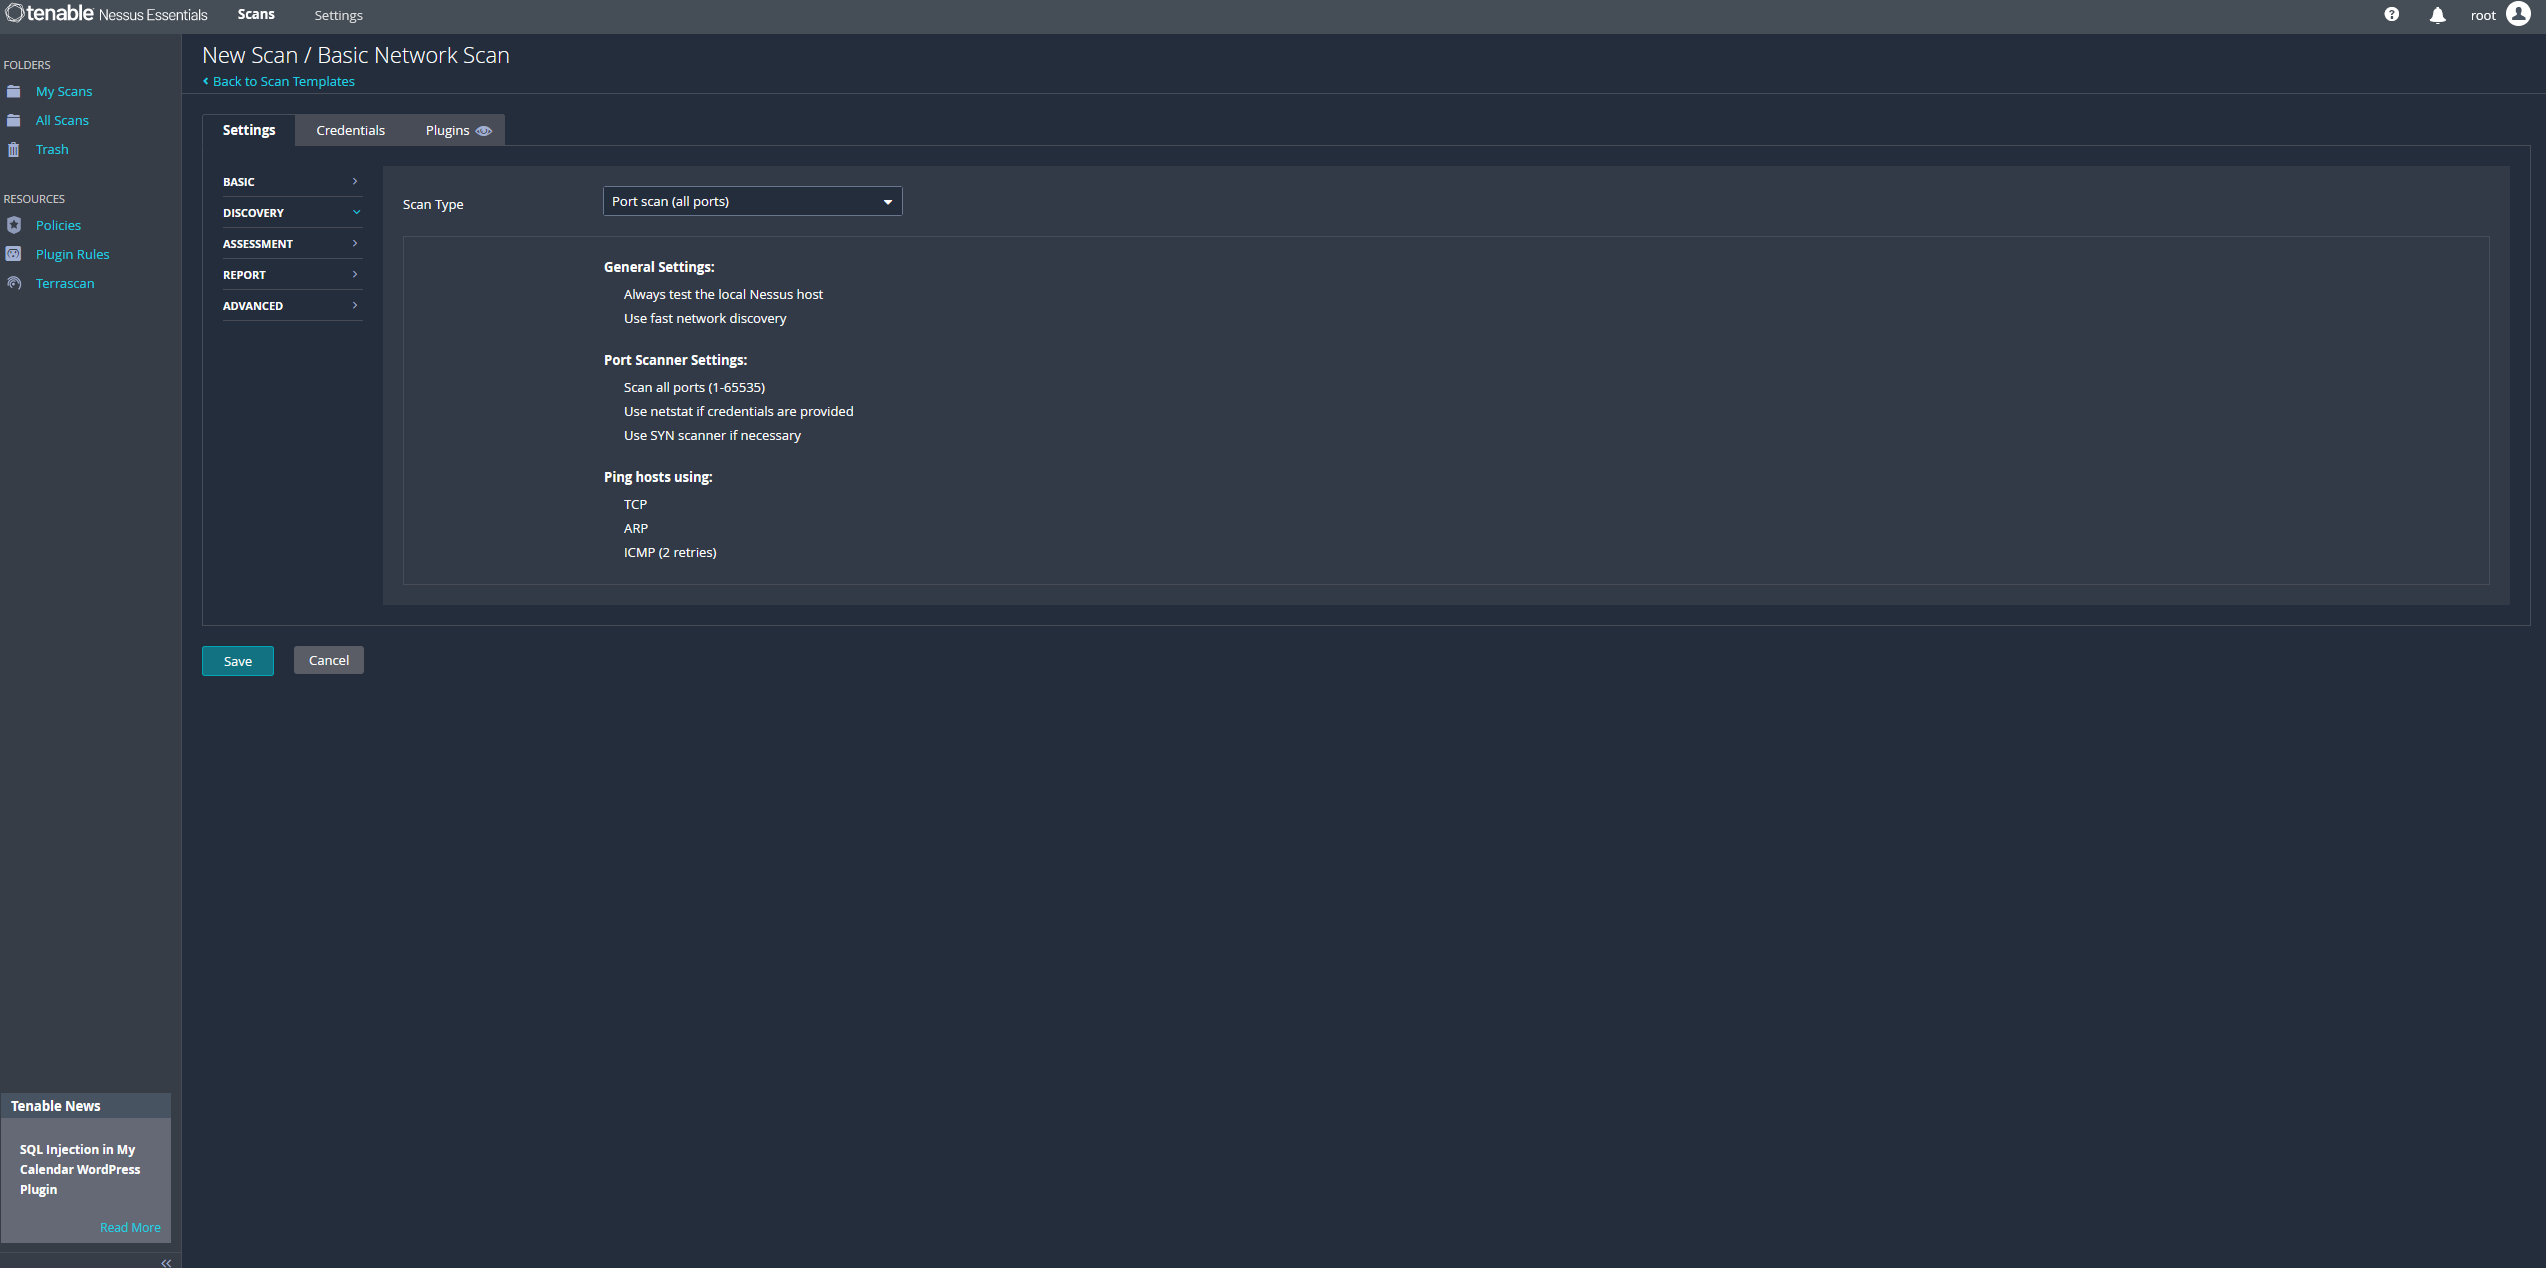 tenable Nessus Essentials
Scans
Settings
root
FOLDERS
My Scans
All Scans
Trash
RESOURCES
Policies
Plugin Rules
Terrascan
New Scan / Basic Network Scan
Back to Scan Templates
Settings
Credentials
Plugins
BASIC
DISCOVERY
ASSESSMENT
REPORT
ADVANCED
Scan Type
Port scan (all ports)
General Settings:
Always test the local Nessus host
Use fast network discovery
Port Scanner Settings:
Scan all ports (1-65535)
Use netstat if credentials are provided
Use SYN scanner if necessary
Ping hosts using:
TCP
ARP
ICMP (2 retries)
Save
Cancel
Tenable News
SQL Injection in My
Calendar WordPress
Plugin
Read More